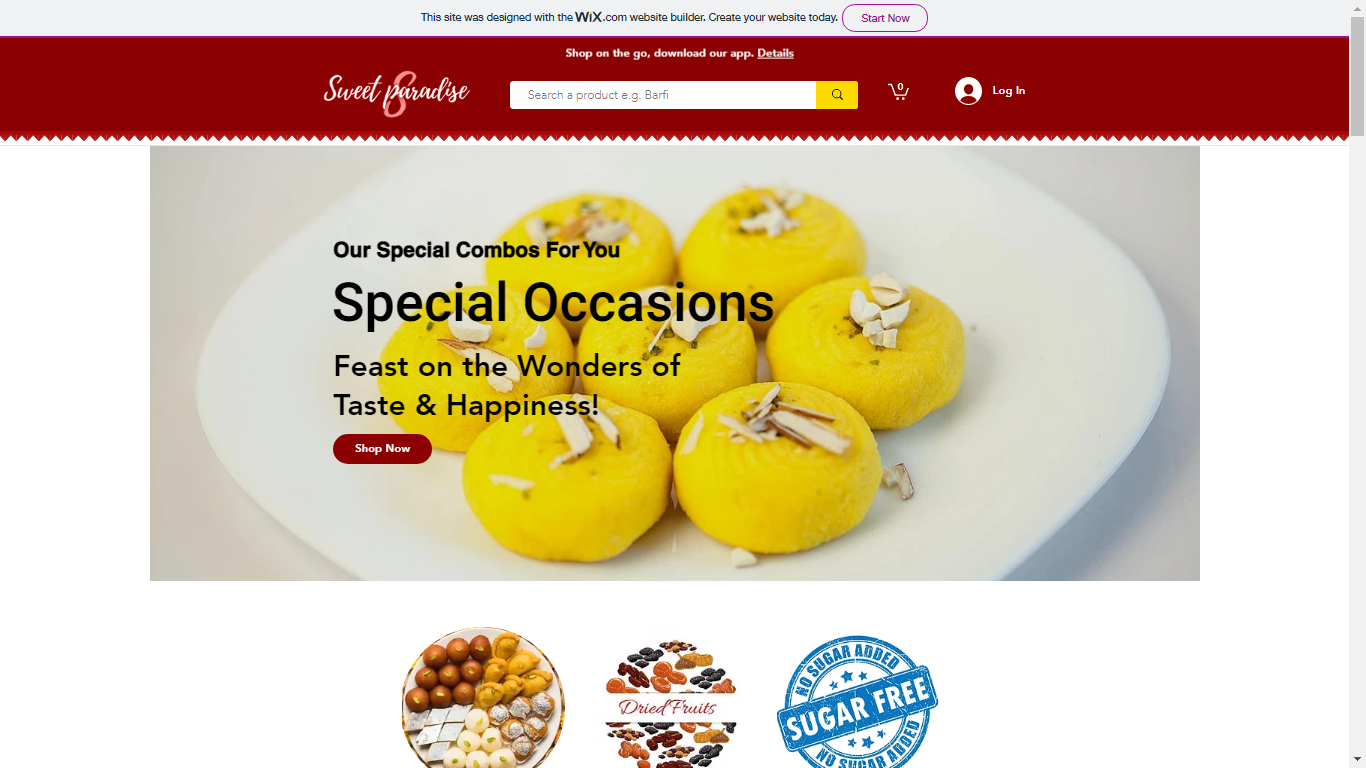 This site was designed with the WiX.com website builder. Create your website today. Start Now
Shop on the go, download our app. Details
Sweet Paradise
Search a product e.g. Barfi
0
Log In
Our Special Combos For You
Special Occasions
Feast on the Wonders of
Taste & Happiness!
Shop Now
Dried Fruits
NO SUGAR ADDED
SUGAR FREE
NO SUGAR ADDED